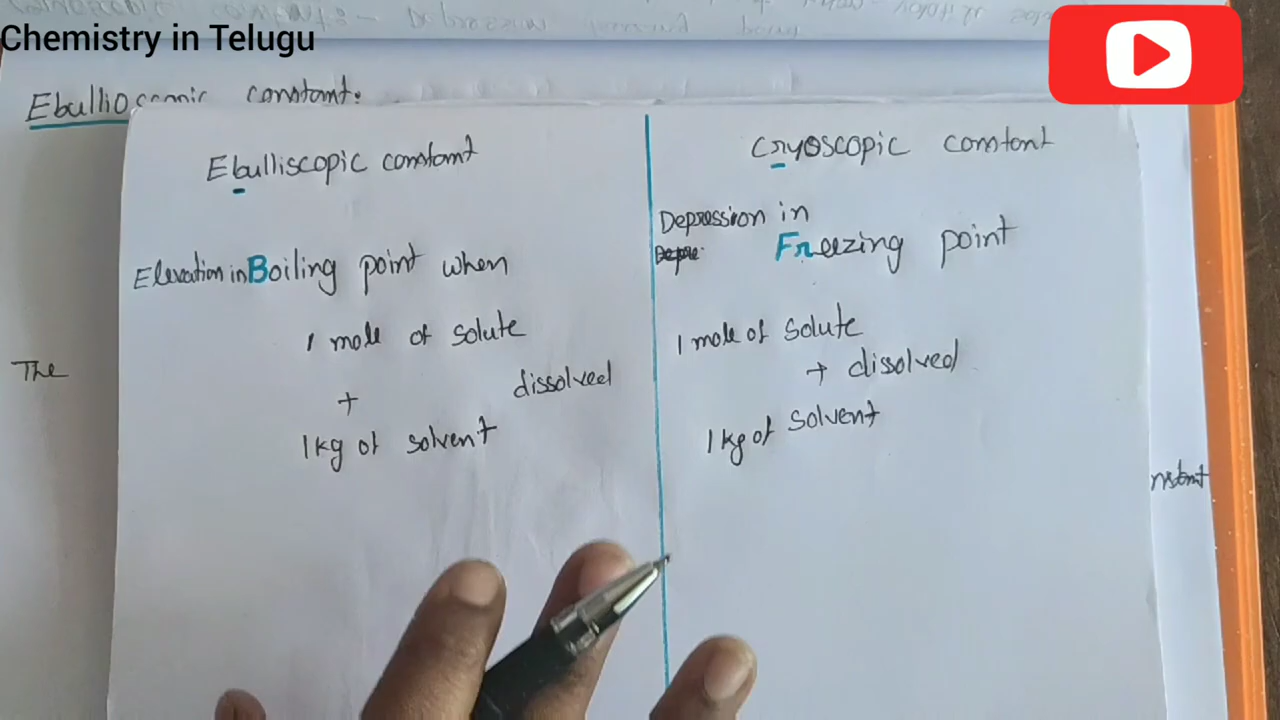 Chemistry in Telugu
constant.
Ebulliscopic constant
Elevation in Boiling point when
1 mole of solute
+ dissolved
1 kg of solvent
Cryoscopic constant
Depression in
Freezing point
1 mole of solute
+ dissolved
1 kg of solvent
The